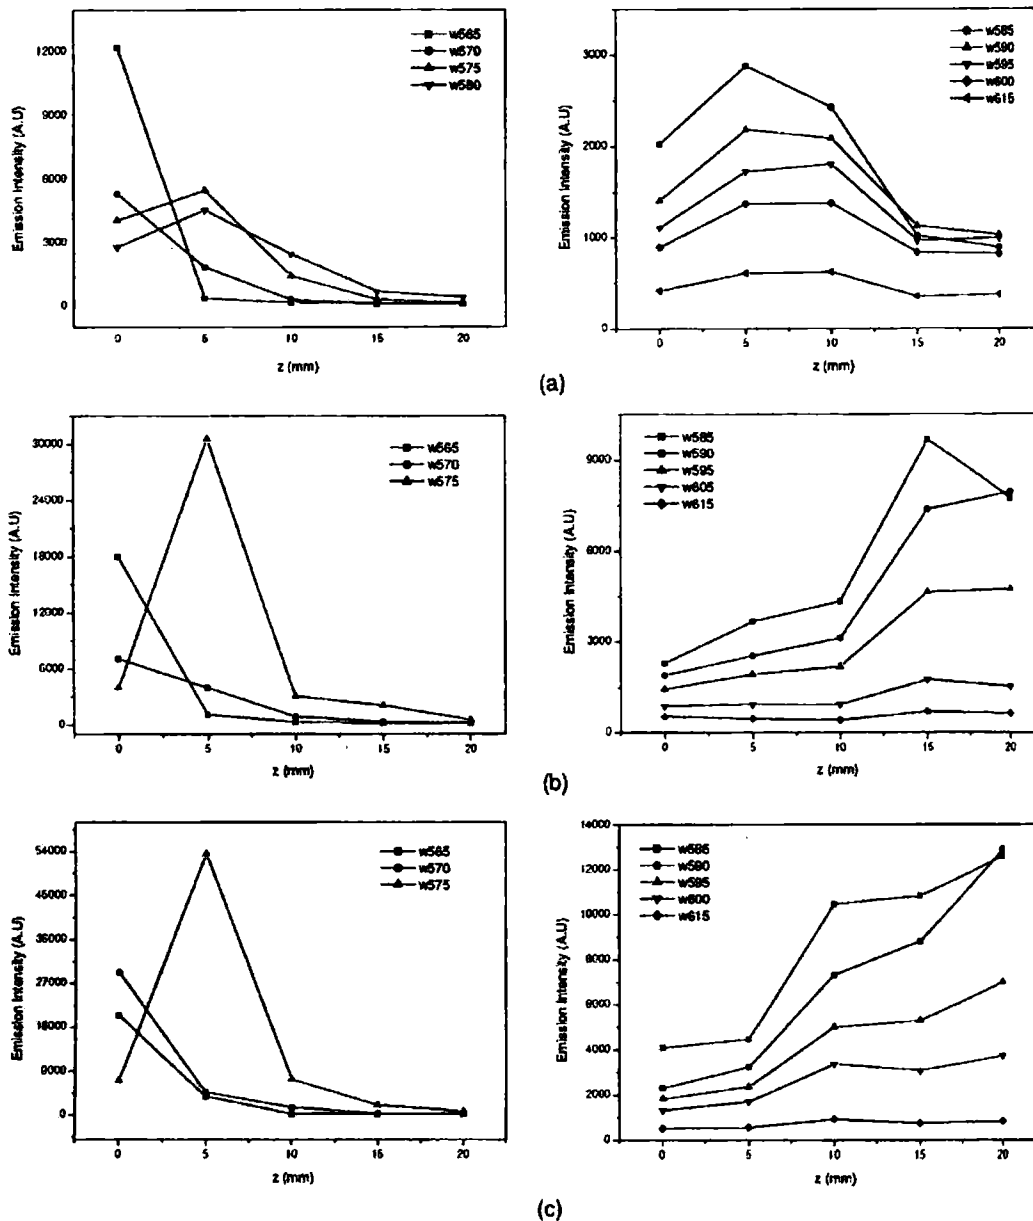 12000
9000
6000
3000
0
Emission Intensity (A.U)
0 5 10 15 20
z (mm)
w565
w570
w575
w580
3000
2000
1000
0
Emission Intensity (A.U)
0 5 10 15 20
z (mm)
w585
w590
w595
w600
w615
(a)
30000
24000
18000
12000
6000
0
Emission Intensity (A.U)
0 5 10 15 20
z (mm)
w565
w570
w575
9000
6000
3000
0
Emission Intensity (A.U)
0 5 10 15 20
z (mm)
w585
w590
w595
w605
w615
(b)
54000
45000
36000
27000
18000
9000
0
Emission Intensity (A.U)
0 5 10 15 20
z (mm)
w565
w570
w575
14000
12000
10000
8000
6000
4000
2000
0
Emission Intensity (A.U)
0 5 10 15 20
z (mm)
w585
w590
w595
w600
w615
(c)